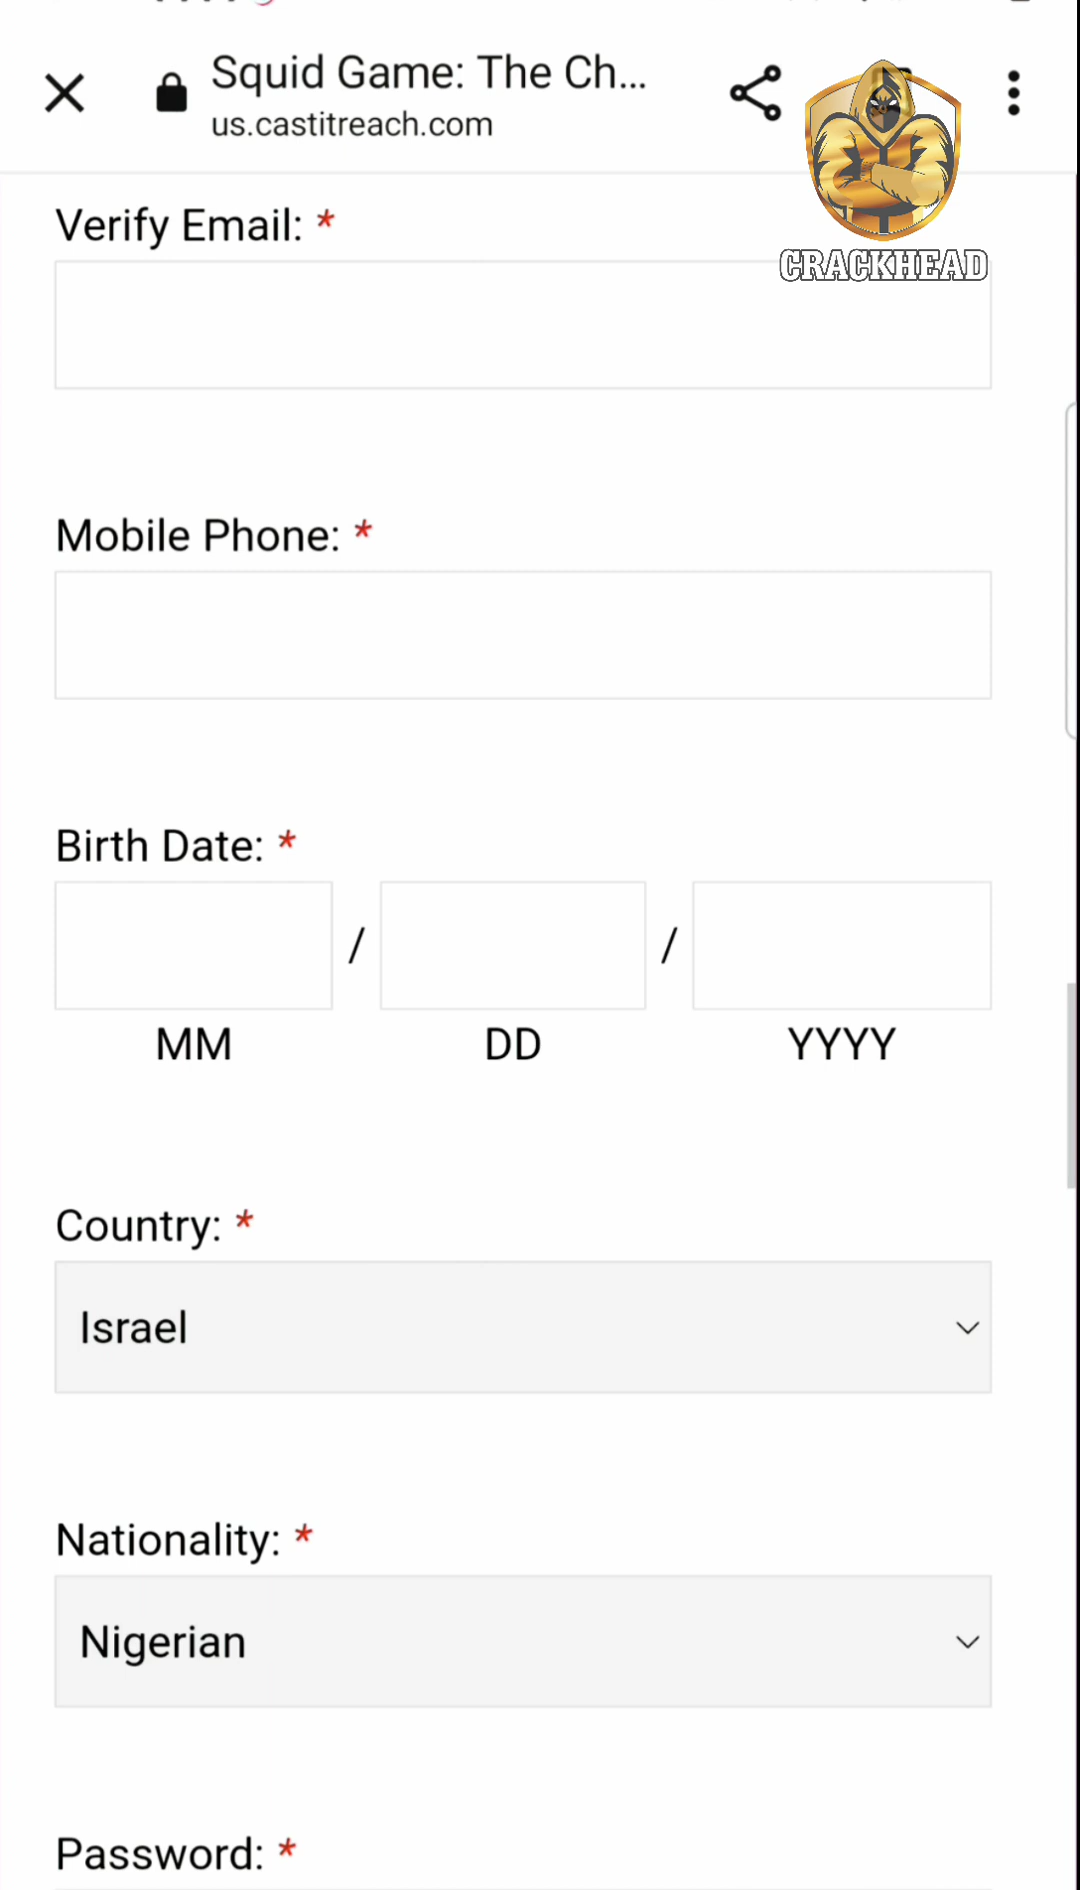 Squid Game: The Ch...
us.castitreach.com
CRACKHEAD
Verify Email: *
Mobile Phone: *
Birth Date: *
/ /
MM DD YYYY
Country: *
Israel
Nationality: *
Nigerian
Password: *